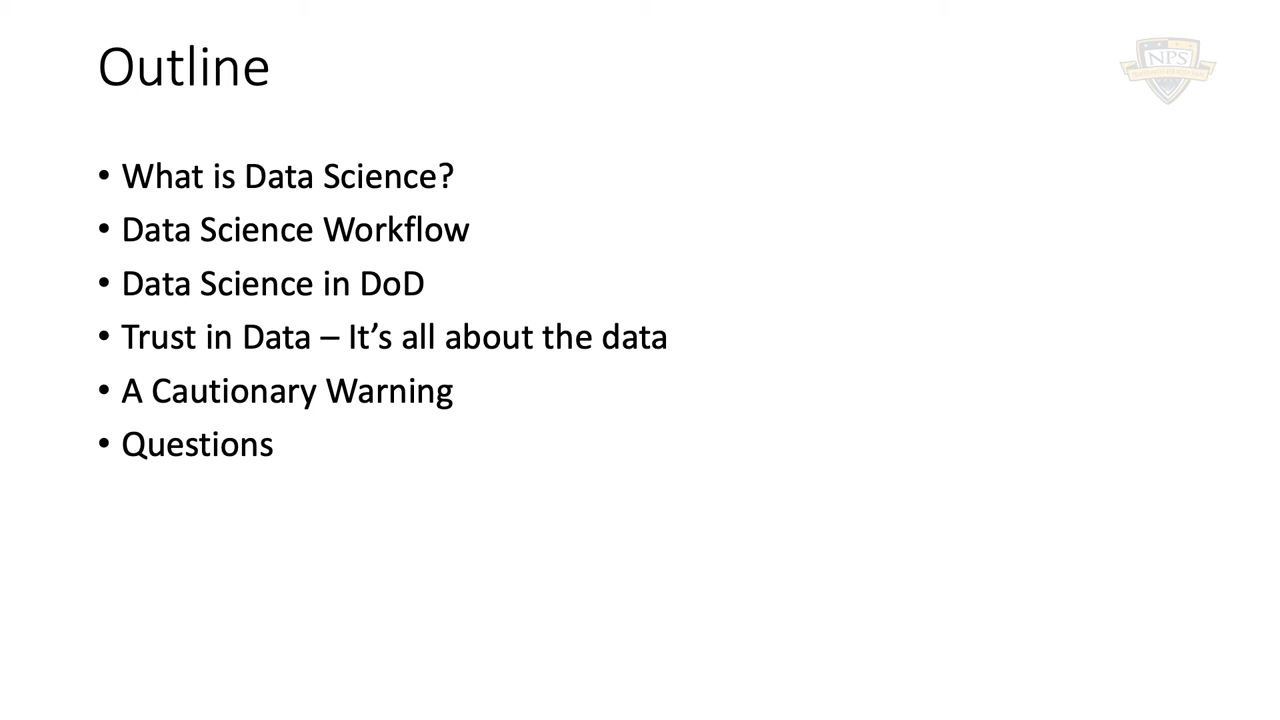 Outline
NPS
• What is Data Science?
• Data Science Workflow
• Data Science in DoD
• Trust in Data – It’s all about the data
• A Cautionary Warning
• Questions